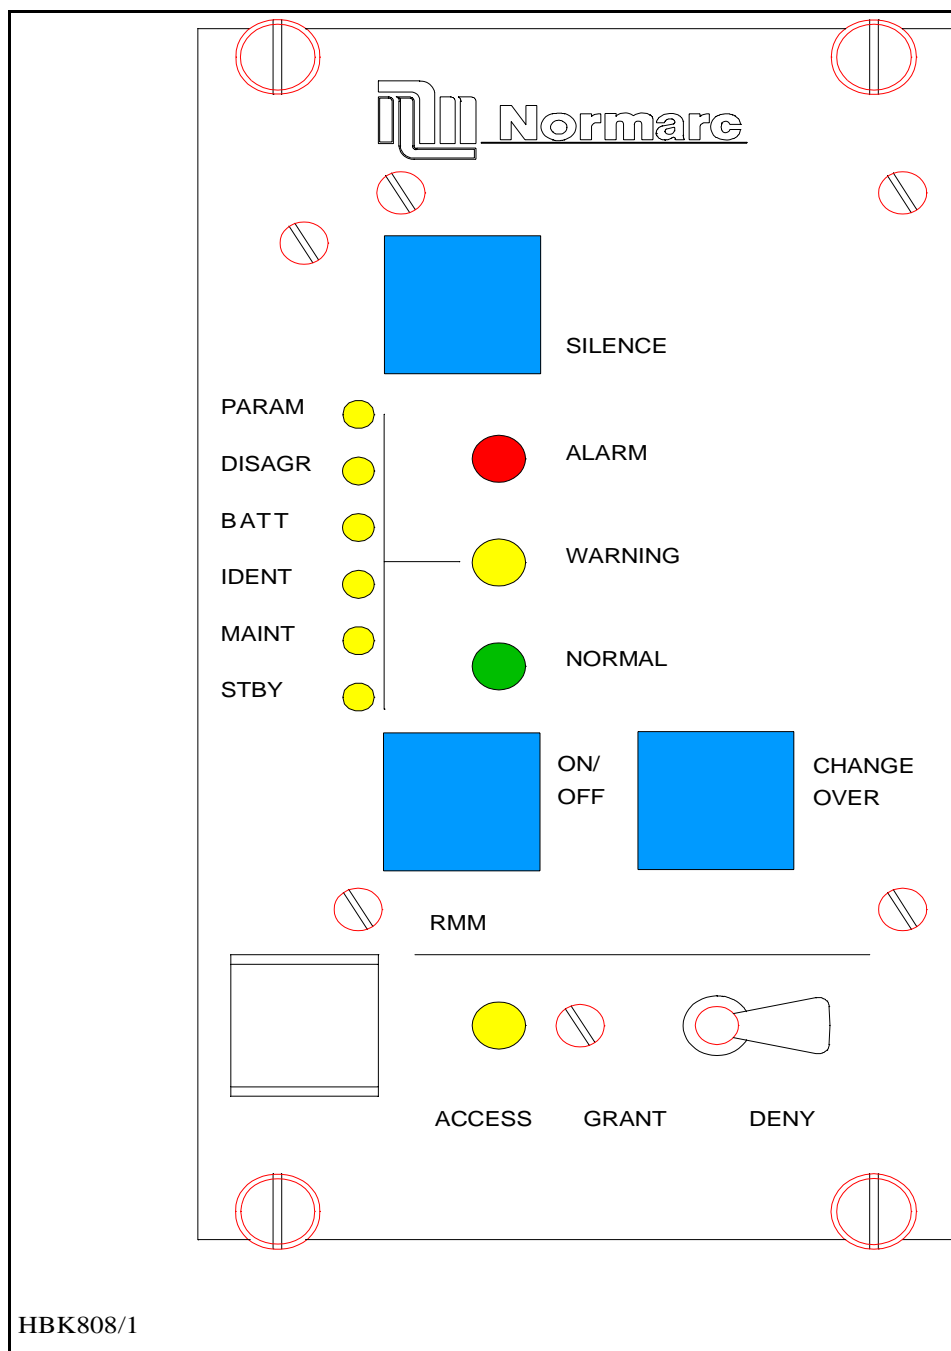 Normarc
SILENCE
PARAM
DISAGR
BATT
IDENT
MAINT
STBY
ALARM
WARNING
NORMAL
ON/
OFF
CHANGE
OVER
RMM
ACCESS GRANT DENY
HBK808/1